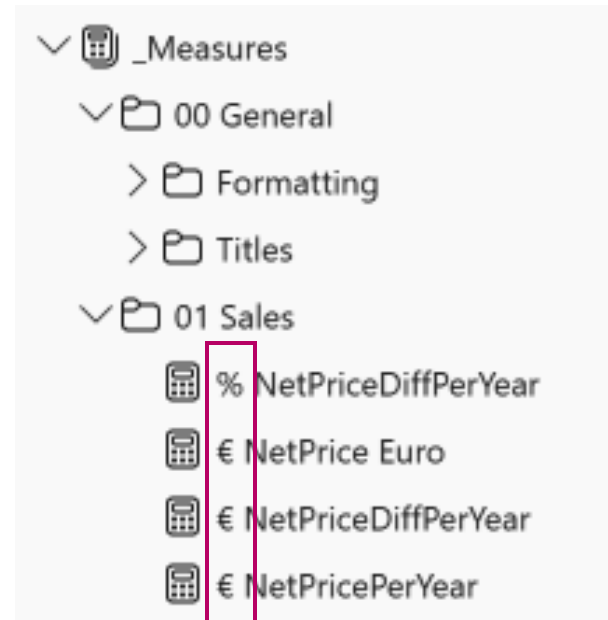 _Measures
00 General
Formatting
Titles
01 Sales
% NetPriceDiffPerYear
€ NetPrice Euro
€ NetPriceDiffPerYear
€ NetPricePerYear